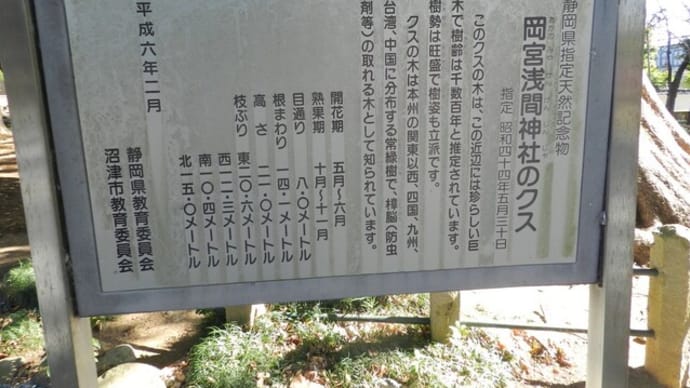 静岡県指定天然記念物
岡宮浅間神社のクス
指定 昭和四十四年五月三十日
このクスの木は、この近辺には珍らしい巨
木で樹齢は千数百年と推定されています。
樹勢は旺盛で樹姿も立派です。
クスの木は本州の関東以西、四国、九州、
台湾、中国に分布する常緑樹で、樟脳(防虫
剤等)の取れる木として知られています。
開花期 五月〜六月
熟果期 十月〜十一月
目通り 八・〇メートル
根まわり 一四・一メートル
高さ 二一・〇メートル
枝ぶり 東二〇・六メートル
西一二・三メートル
南一〇・四メートル
北一五・〇メートル
平成六年二月
静岡県教育委員会
沼津市教育委員会